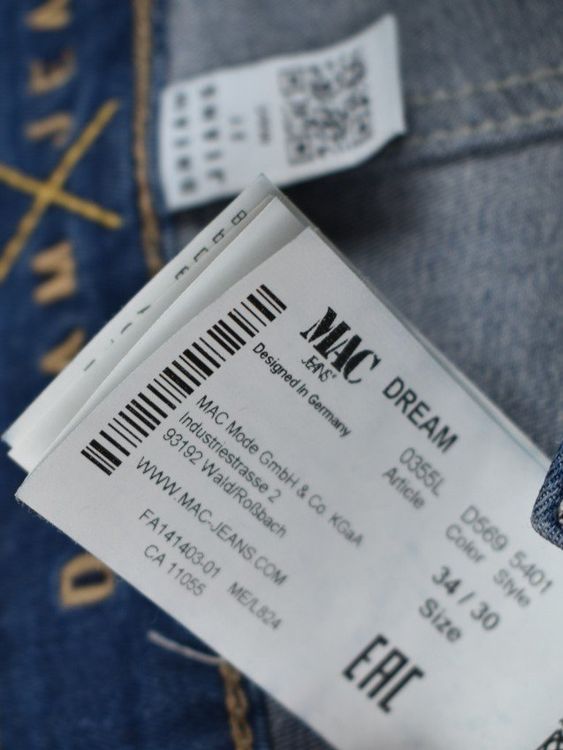 MAC
JEANS
Designed in Germany
MAC Mode GmbH & Co. KGaA
Industriestrasse 2
93192 Wald/Roßbach
WWW.MAC-JEANS.COM
FA141403-01 ME/L824
CA 11055
DREAM
0355L D569 5401
Article Color Style
34 / 30
Size
EAC